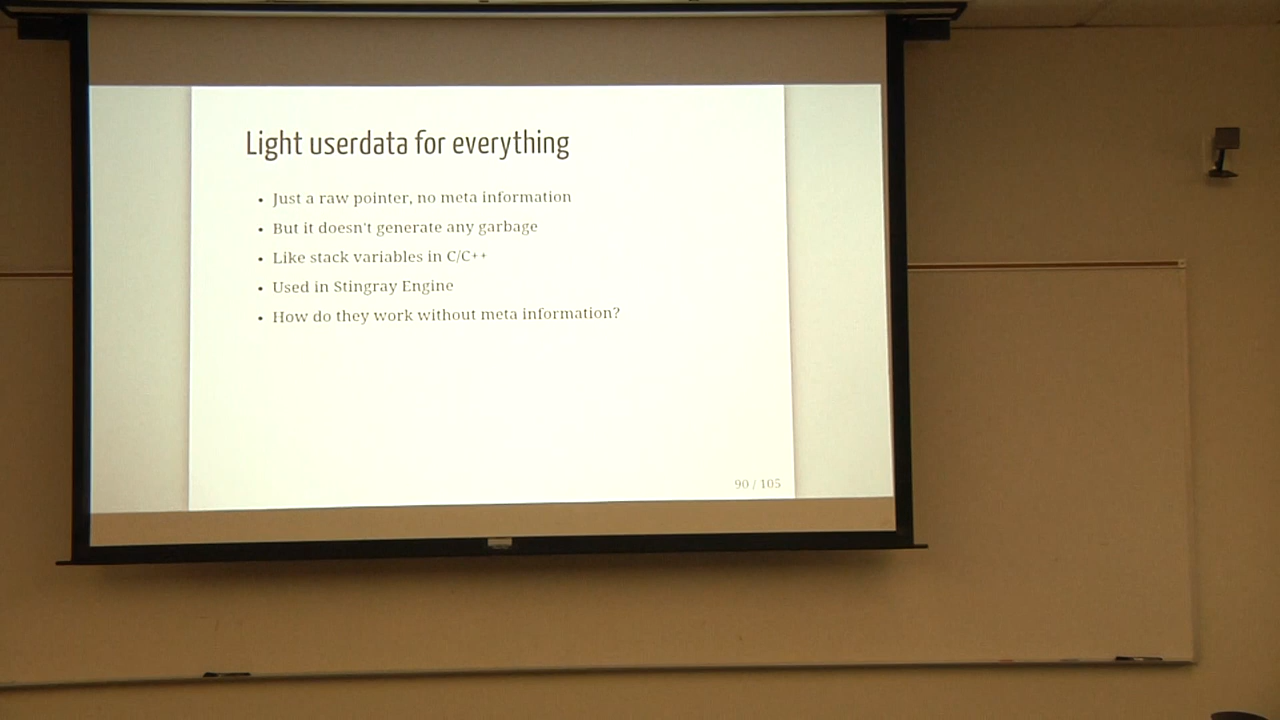 Light userdata for everything
• Just a raw pointer, no meta information
• But it doesn't generate any garbage
• Like stack variables in C/C++
• Used in Stingray Engine
• How do they work without meta information?
90 / 105